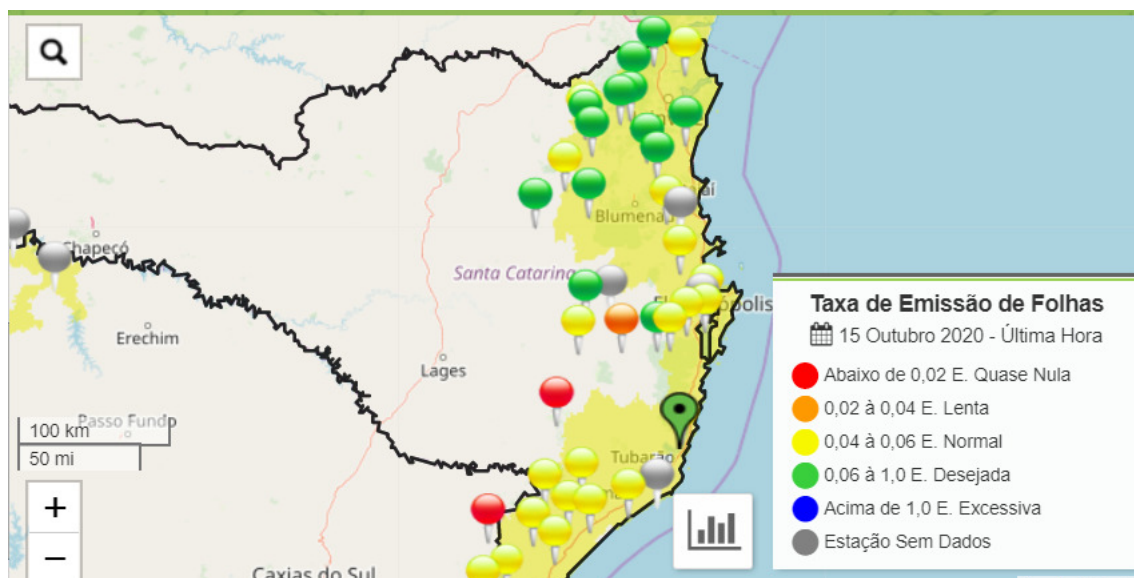 Chapecó
Blumenau
Santa Catarina
Erechim
Lages
100 km
Passo Fundo
50 mi
Tubarão
+
−
Caxias do Sul
Taxa de Emissão de Folhas
15 Outubro 2020 - Última Hora
Abaixo de 0,02 E. Quase Nula
0,02 à 0,04 E. Lenta
0,04 à 0,06 E. Normal
0,06 à 1,0 E. Desejada
Acima de 1,0 E. Excessiva
Estação Sem Dados